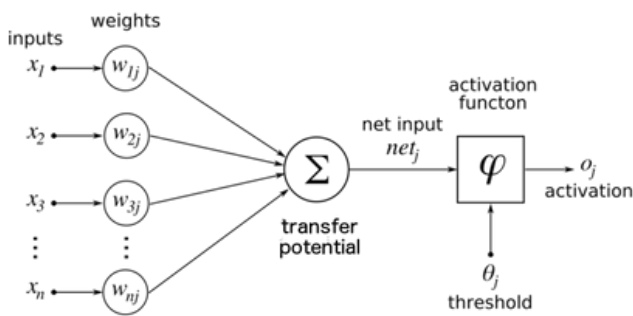 weights
inputs
x1
w1j
x2
w2j
x3
w3j
xn
wnj
Σ
transfer
potential
net input
netj
activation
functon
φ
oj
activation
θj
threshold